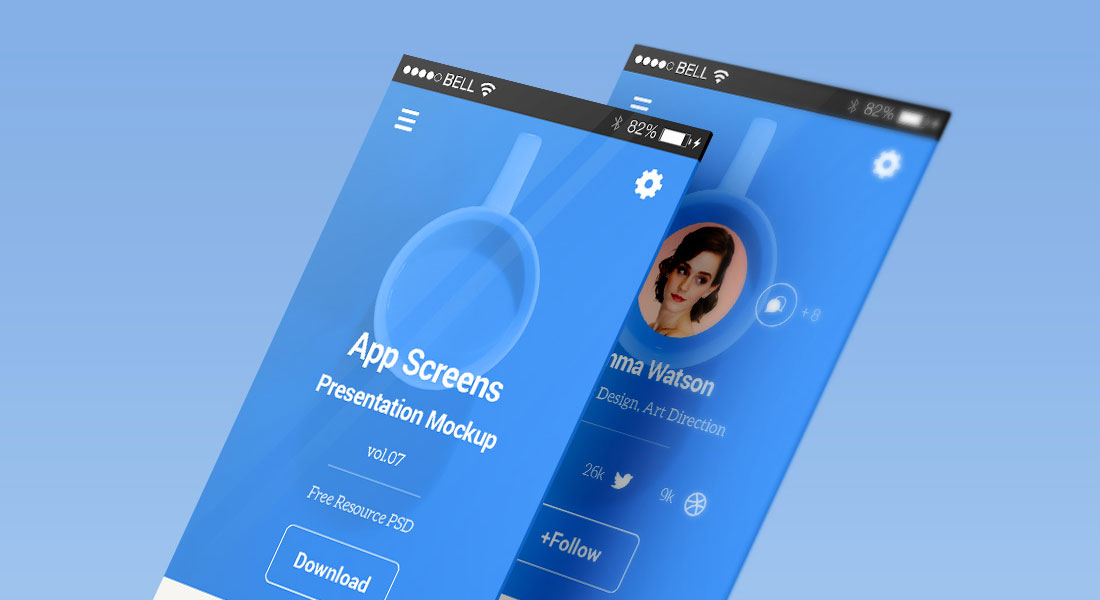 BELL
82%
App Screens
Presentation Mockup
vol.07
Free Resource PSD
Download
BELL
82%
+8
mma Watson
Design, Art Direction
26k
9k
+Follow